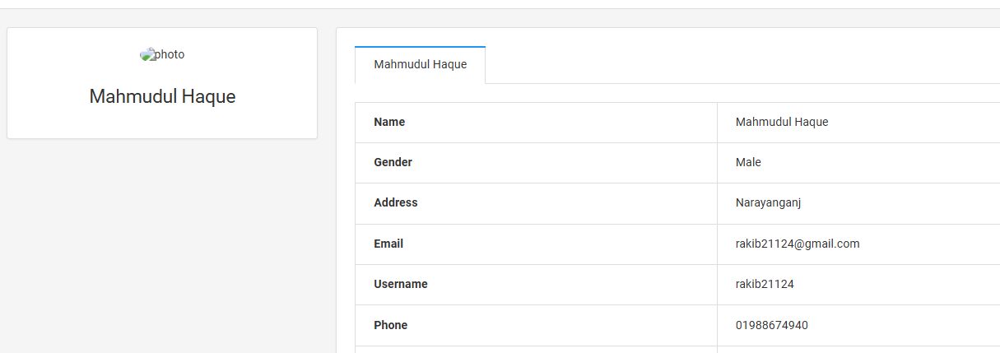 photo
Mahmudul Haque
Mahmudul Haque
Name Mahmudul Haque
Gender Male
Address Narayanganj
Email rakib21124@gmail.com
Username rakib21124
Phone 01988674940